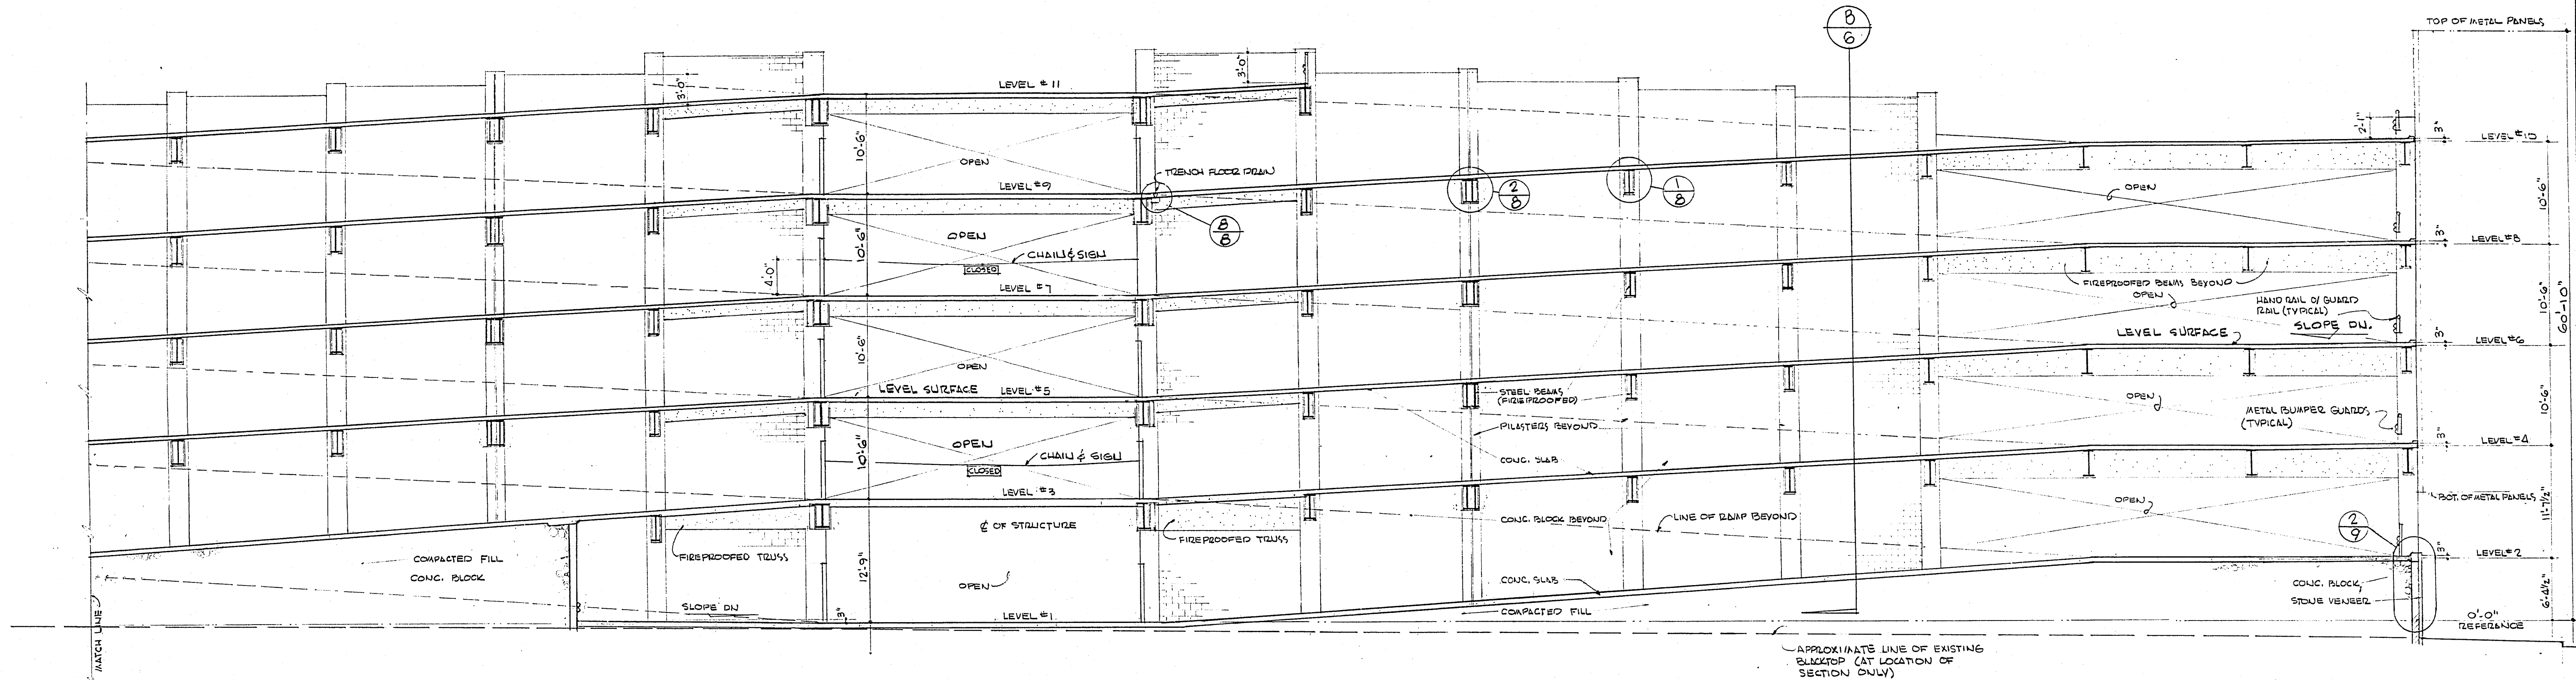 B
6
TOP OF METAL PANELS
LEVEL #11
3'-0"
3'-0"
10'-6"
OPEN
LEVEL #9
TRENCH FLOOR DRAIN
B
8
2
8
1
8
2'-1"
3"
LEVEL #10
OPEN
10'-6"
OPEN
CHAIN & SIGN
CLOSED
10'-6"
4'-0"
LEVEL #7
3"
LEVEL #8
FIREPROOFED BEAMS BEYOND
OPEN
HAND RAIL O/ GUARD
RAIL (TYPICAL)
SLOPE DN.
LEVEL SURFACE
10'-6"
60'-10"
3"
LEVEL #6
OPEN
10'-6"
LEVEL SURFACE
LEVEL #5
STEEL BEAMS
(FIREPROOFED)
PILASTERS BEYOND
OPEN
METAL BUMPER GUARDS
(TYPICAL)
10'-6"
3"
LEVEL #4
OPEN
CHAIN & SIGN
CLOSED
10'-6"
LEVEL #3
CONC. SLAB
CONC. BLOCK BEYOND
LINE OF RAMP BEYOND
OPEN
BOT. OF METAL PANELS
11'-7 1/2"
2
9
3"
LEVEL #2
℄ OF STRUCTURE
FIREPROOFED TRUSS
FIREPROOFED TRUSS
COMPACTED FILL
CONC. BLOCK
12'-9"
OPEN
CONC. SLAB
COMPACTED FILL
CONC. BLOCK
STONE VENEER
6'-4 1/2"
SLOPE DN
3"
LEVEL #1
0'-0"
REFERANCE
MATCH LINE
APPROXIMATE LINE OF EXISTING
BLACKTOP (AT LOCATION OF
SECTION ONLY)